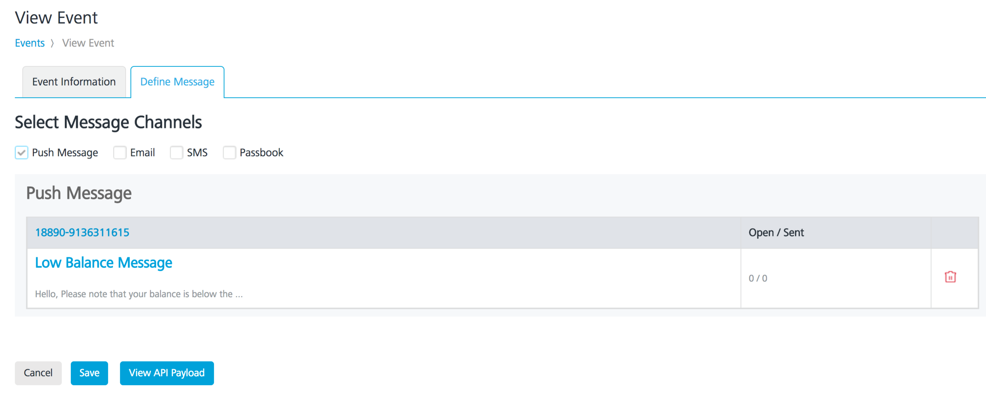 View Event
Events 〉 View Event
Event Information
Define Message
Select Message Channels
Push Message
Email
SMS
Passbook
Push Message
18890-9136311615
Open / Sent
Low Balance Message
Hello, Please note that your balance is below the ...
0 / 0
Cancel
Save
View API Payload